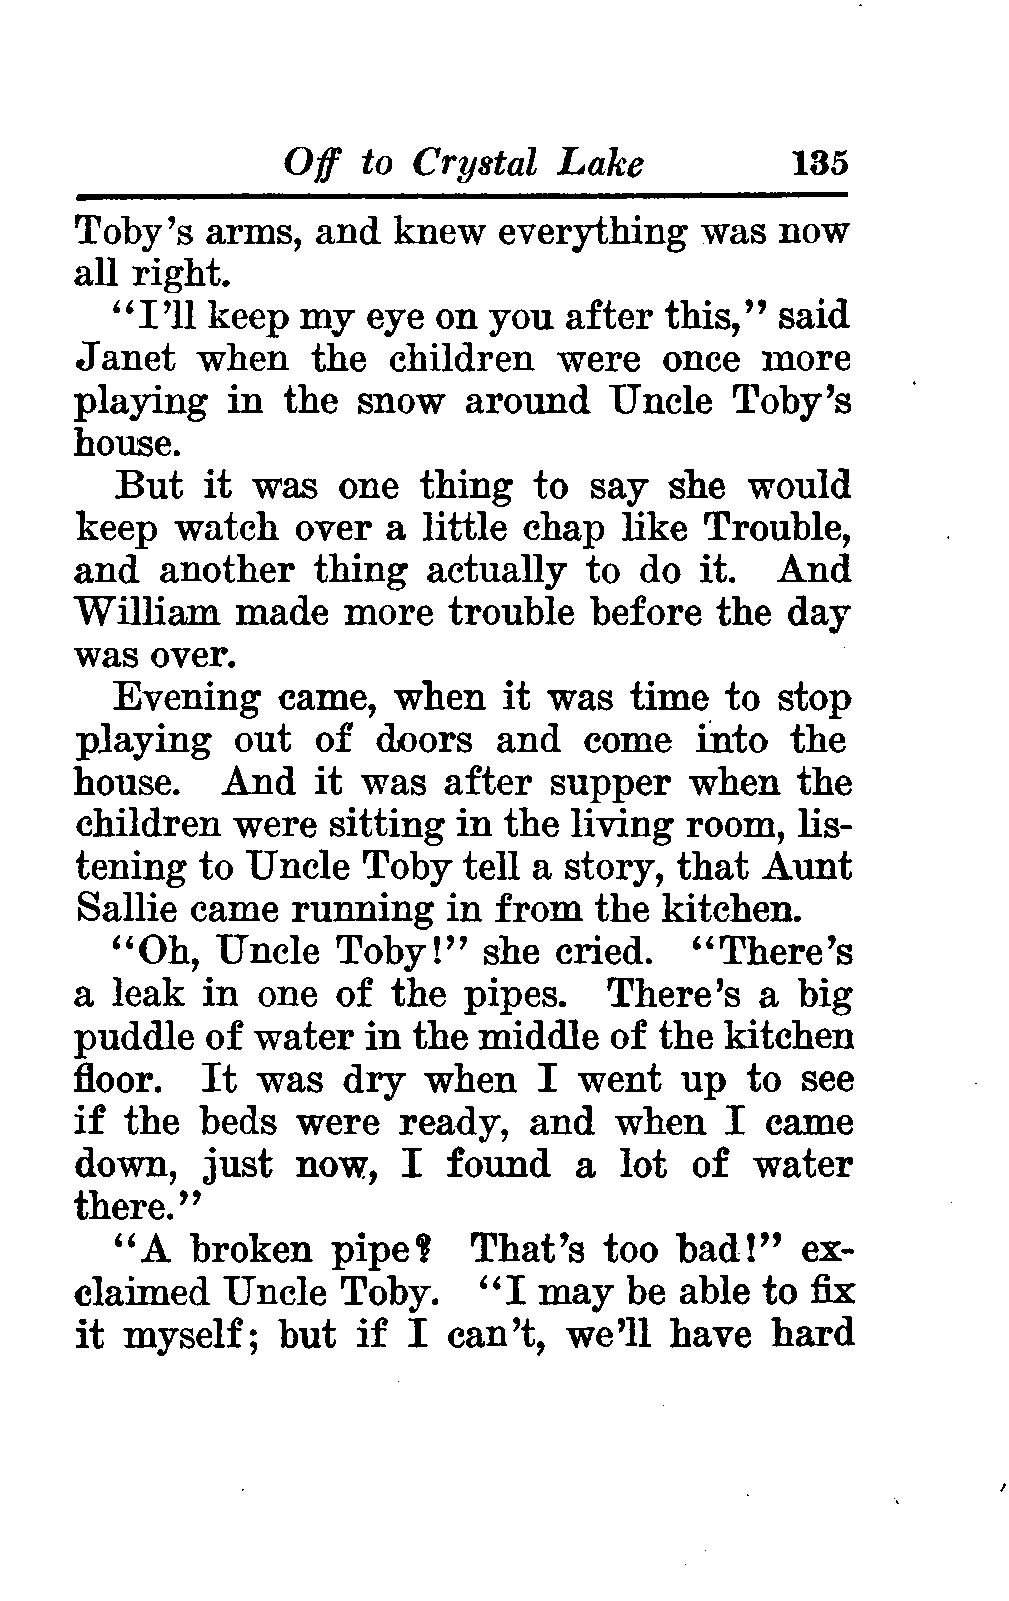 Off to Crystal Lake 135
Toby's arms, and knew everything was now
all right.
"I'll keep my eye on you after this," said
Janet when the children were once more
playing in the snow around Uncle Toby's
house.
But it was one thing to say she would
keep watch over a little chap like Trouble,
and another thing actually to do it. And
William made more trouble before the day
was over.
Evening came, when it was time to stop
playing out of doors and come into the
house. And it was after supper when the
children were sitting in the living room, lis-
tening to Uncle Toby tell a story, that Aunt
Sallie came running in from the kitchen.
"Oh, Uncle Toby!" she cried. "There's
a leak in one of the pipes. There's a big
puddle of water in the middle of the kitchen
floor. It was dry when I went up to see
if the beds were ready, and when I came
down, just now, I found a lot of water
there."
"A broken pipe? That's too bad!" ex-
claimed Uncle Toby. "I may be able to fix
it myself; but if I can't, we'll have hard